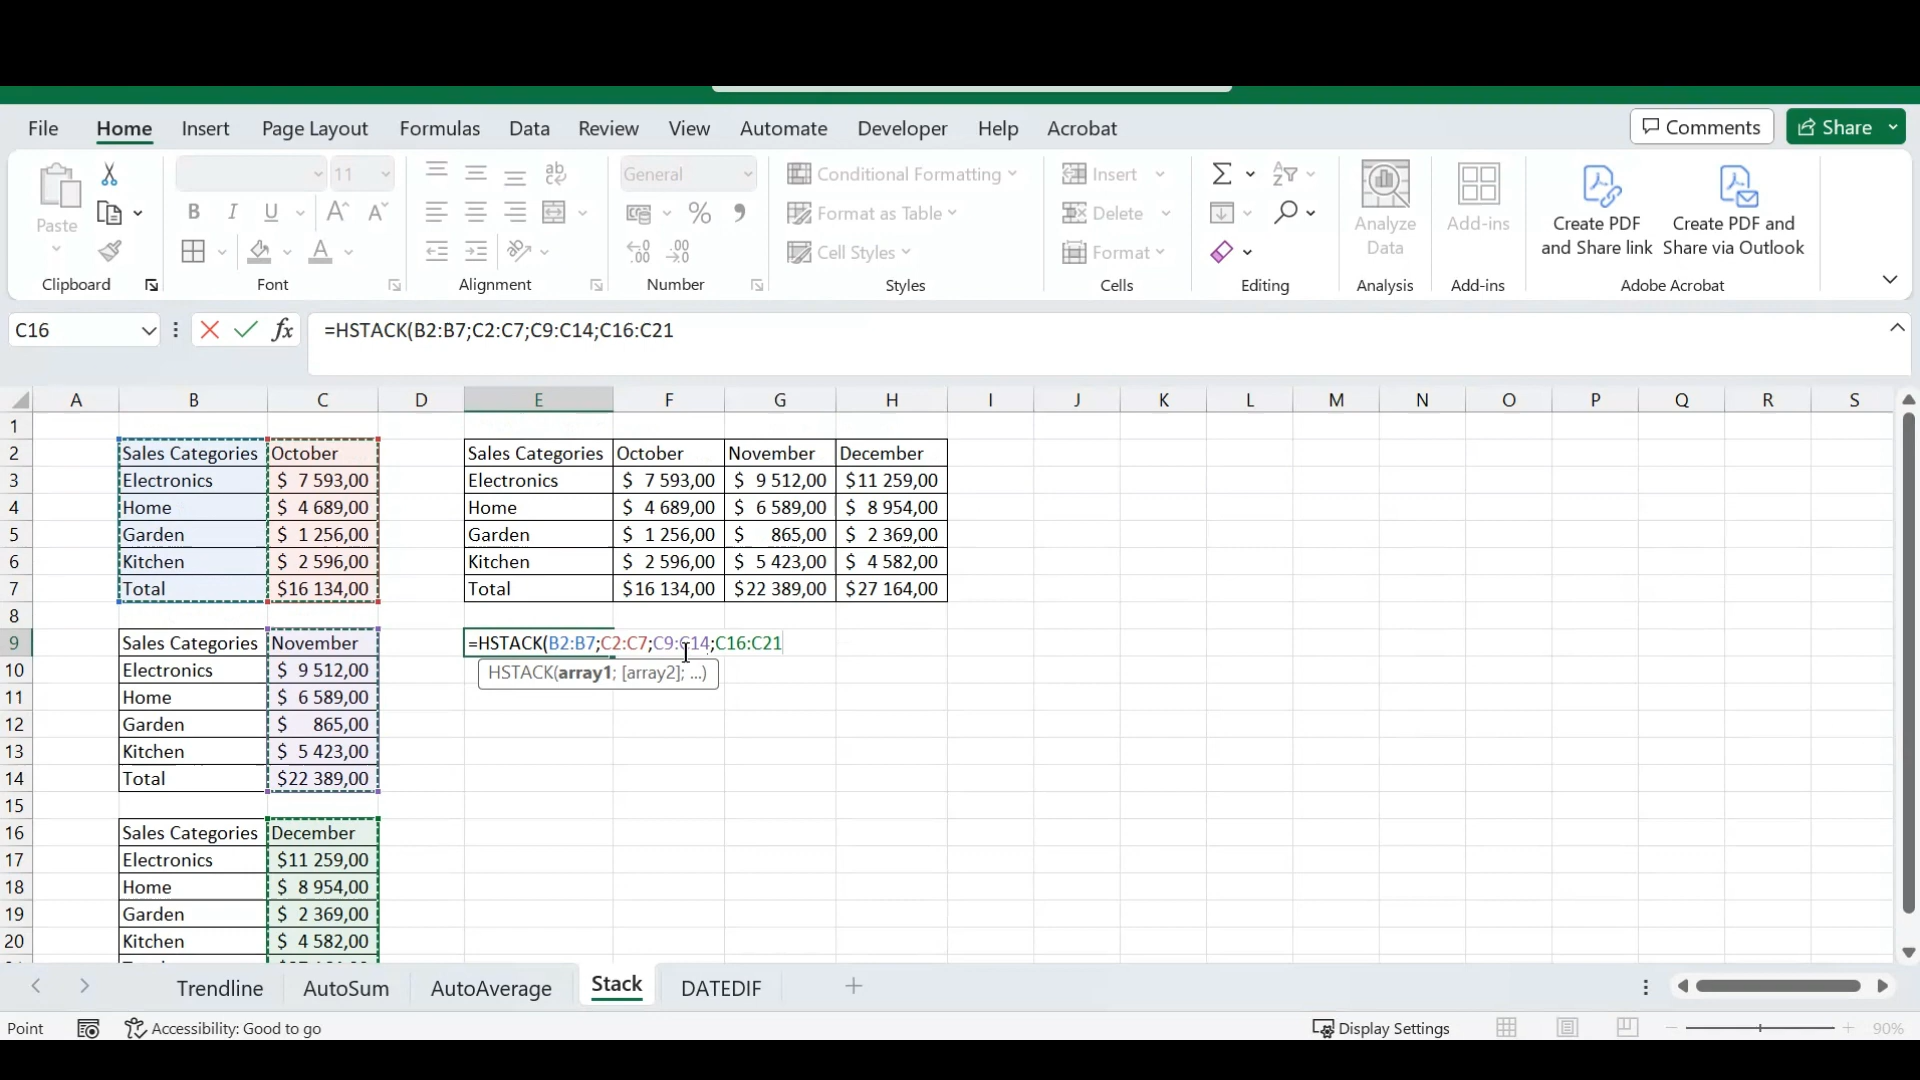 File Home Insert Page Layout Formulas Data Review View Automate Developer Help Acrobat Comments Share
Paste 11 General Conditional Formatting Insert
Format as Table Delete
Cell Styles Format
Analyze Data Add-ins Create PDF and Share link Create PDF and Share via Outlook
Clipboard Font Alignment Number Styles Cells Editing Analysis Add-ins Adobe Acrobat
C16 fx =HSTACK(B2:B7;C2:C7;C9:C14;C16:C21
A B C D E F G H I J K L M N O P Q R S
1
2 Sales Categories October Sales Categories October November December
3 Electronics $ 7 593,00 Electronics $ 7 593,00 $ 9 512,00 $11 259,00
4 Home $ 4 689,00 Home $ 4 689,00 $ 6 589,00 $ 8 954,00
5 Garden $ 1 256,00 Garden $ 1 256,00 $ 865,00 $ 2 369,00
6 Kitchen $ 2 596,00 Kitchen $ 2 596,00 $ 5 423,00 $ 4 582,00
7 Total $16 134,00 Total $16 134,00 $22 389,00 $27 164,00
8
9 Sales Categories November =HSTACK(B2:B7;C2:C7;C9:C14;C16:C21
10 Electronics $ 9 512,00 HSTACK(array1; [array2]; ...)
11 Home $ 6 589,00
12 Garden $ 865,00
13 Kitchen $ 5 423,00
14 Total $22 389,00
15
16 Sales Categories December
17 Electronics $11 259,00
18 Home $ 8 954,00
19 Garden $ 2 369,00
20 Kitchen $ 4 582,00
Trendline AutoSum AutoAverage Stack DATEDIF
Point Accessibility: Good to go Display Settings 90%